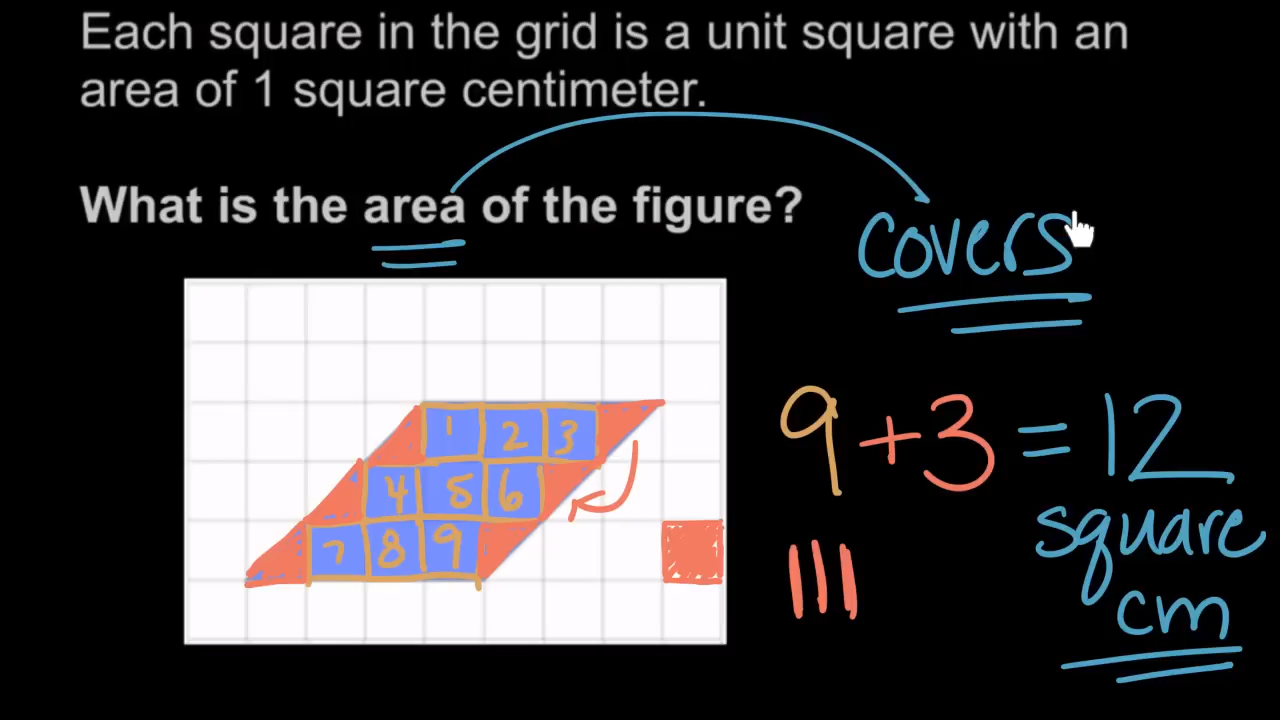 Each square in the grid is a unit square with an
area of 1 square centimeter.
What is the area of the figure?
covers
1 2 3
4 5 6
7 8 9
9 + 3 = 12
square
cm